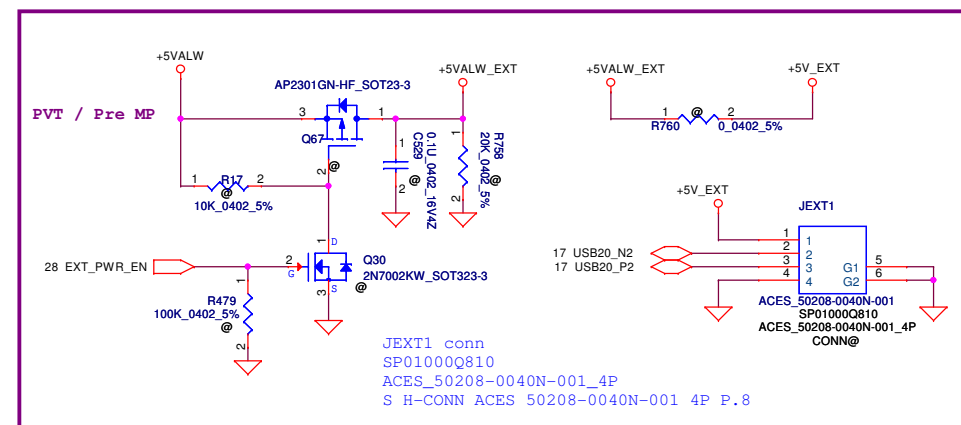 PVT / Pre MP
+5VALW
AP2301GN-HF_SOT23-3
+5VALW_EXT
3
1
Q67
2
@
1
C529
0.1U_0402_16V4Z
@
2
1
R758
20K_0402_5%
@
2
1
R17
2
@
10K_0402_5%
28 EXT_PWR_EN
1
D
2
G
Q30
2N7002KW_SOT323-3
@
3
S
1
R479
100K_0402_5%
@
2
+5VALW_EXT
+5V_EXT
1
@
2
R760
0_0402_5%
+5V_EXT
JEXT1
1
1
17 USB20_N2
2
2
17 USB20_P2
3
3
4
4
G1
5
G2
6
ACES_50208-0040N-001
SP01000Q810
ACES_50208-0040N-001_4P
CONN@
JEXT1 conn
SP01000Q810
ACES_50208-0040N-001_4P
S H-CONN ACES 50208-0040N-001 4P P.8